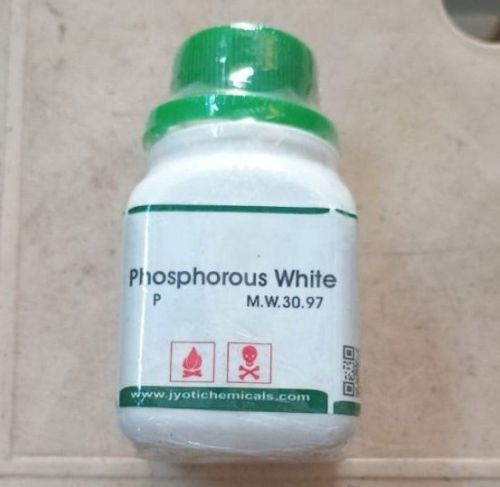 Phosphorous White
P M.W.30.97
www.jyotichemicals.com